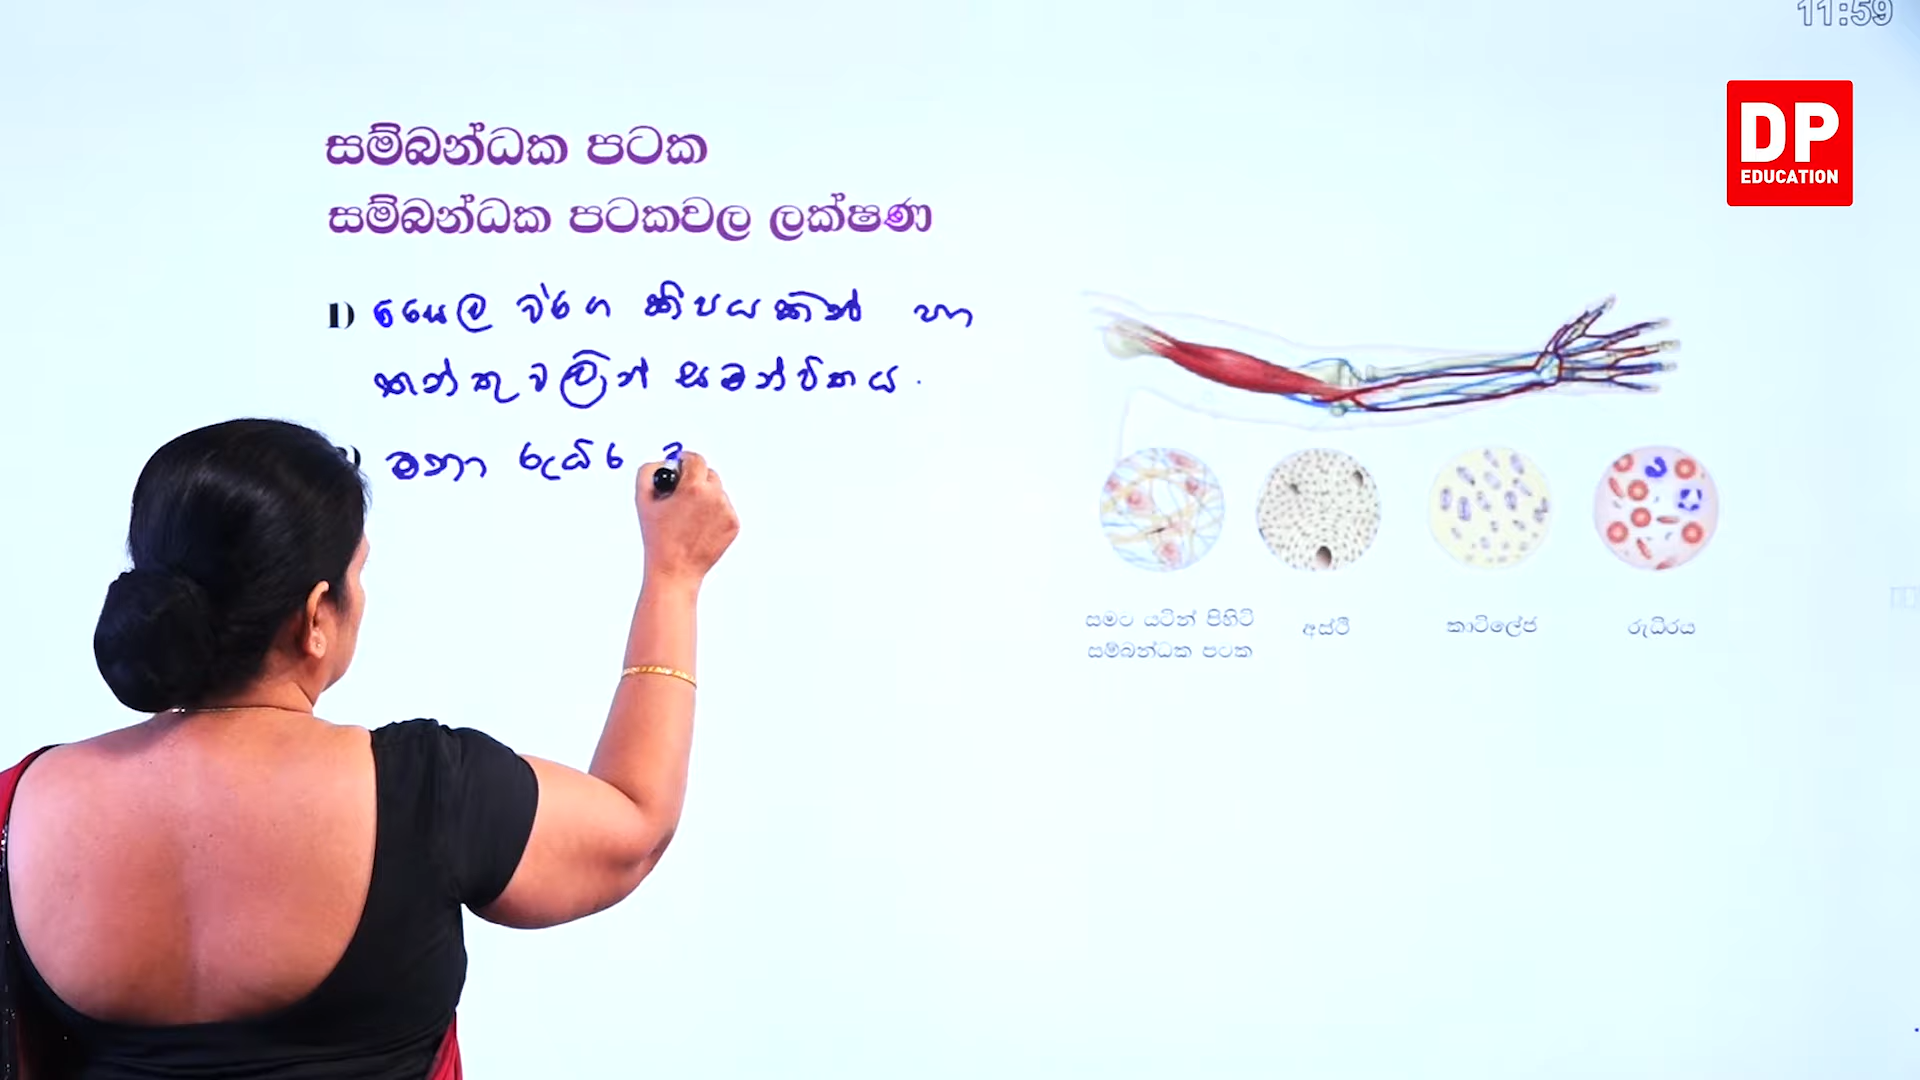 11:59
DP
EDUCATION
සම්බන්ධක පටක
සම්බන්ධක පටකවල ලක්ෂණ
1) සෛල වර්ග කිපයකින් හා
තන්තුවලින් සමන්විතය.
මනා රුධිර
සමට යටින් පිහිටි
සම්බන්ධක පටක
අස්ථි
කාටිලේජ
රුධිරය